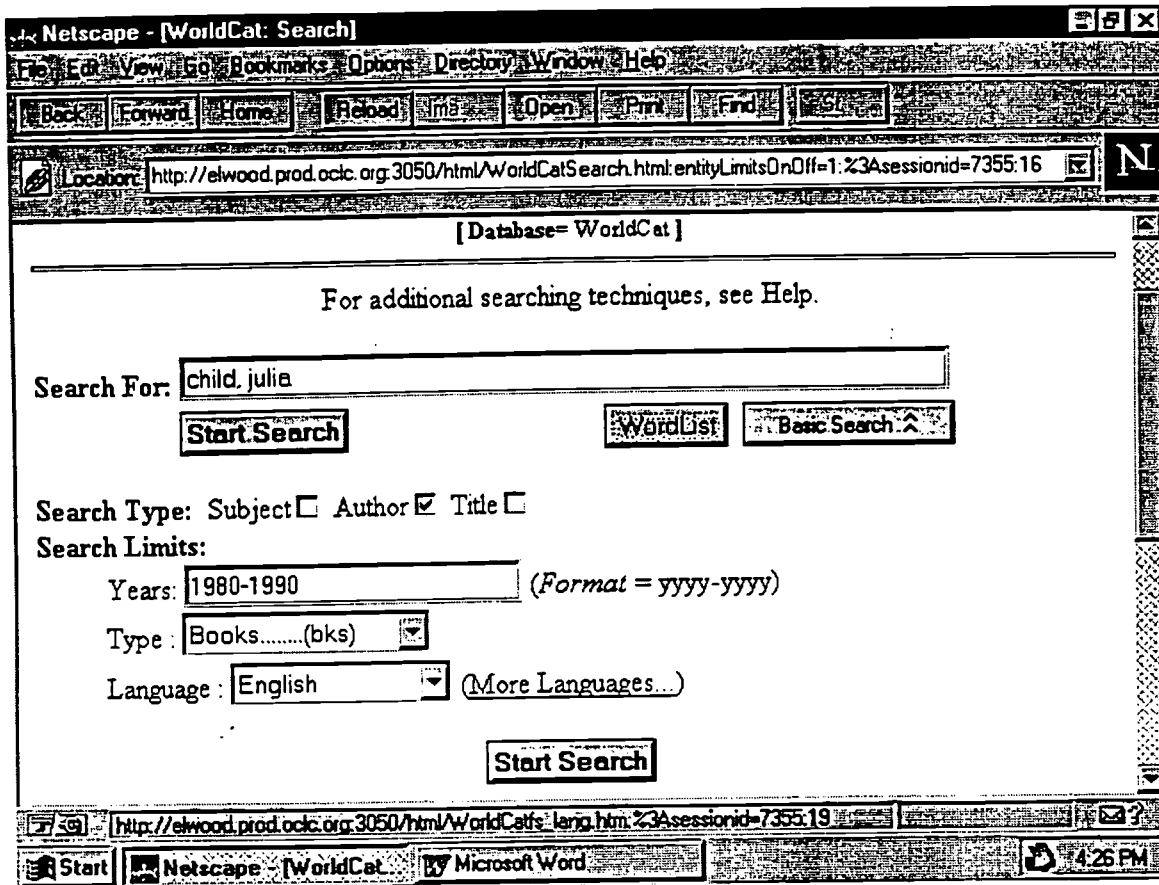 Netscape - [WorldCat: Search]
File Edit View Go Bookmarks Options Directory Window Help
Back Forward Home Reload Open Print Find
Location: http://elwood.prod.oclc.org:3050/html/WorldCatSearch.html:entityLimitsOnOff=1:%3Asessionid=7355:16
N
[ Database= WorldCat ]
For additional searching techniques, see Help.
Search For: child, julia
Start Search WordList Basic Search
Search Type: Subject Author Title
Search Limits:
Years: 1980-1990 (Format = yyyy-yyyy)
Type : Books........(bks)
Language : English (More Languages...)
Start Search
http://elwood.prod.oclc.org:3050/html/WorldCatfs_lang.htm:%3Asessionid=7355:19
Start Netscape - [WorldCat... Microsoft Word 4:26 PM